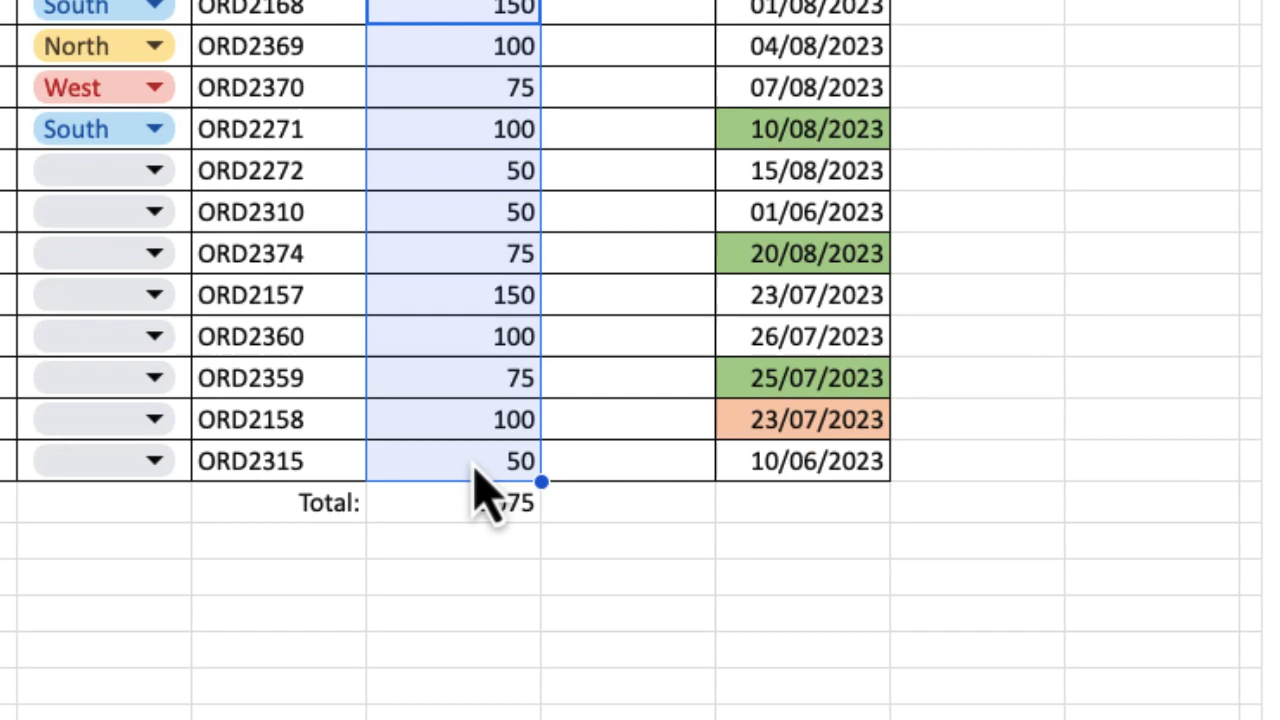 South ORD2168 150 01/08/2023
North ORD2369 100 04/08/2023
West ORD2370 75 07/08/2023
South ORD2271 100 10/08/2023
ORD2272 50 15/08/2023
ORD2310 50 01/06/2023
ORD2374 75 20/08/2023
ORD2157 150 23/07/2023
ORD2360 100 26/07/2023
ORD2359 75 25/07/2023
ORD2158 100 23/07/2023
ORD2315 50 10/06/2023
Total: